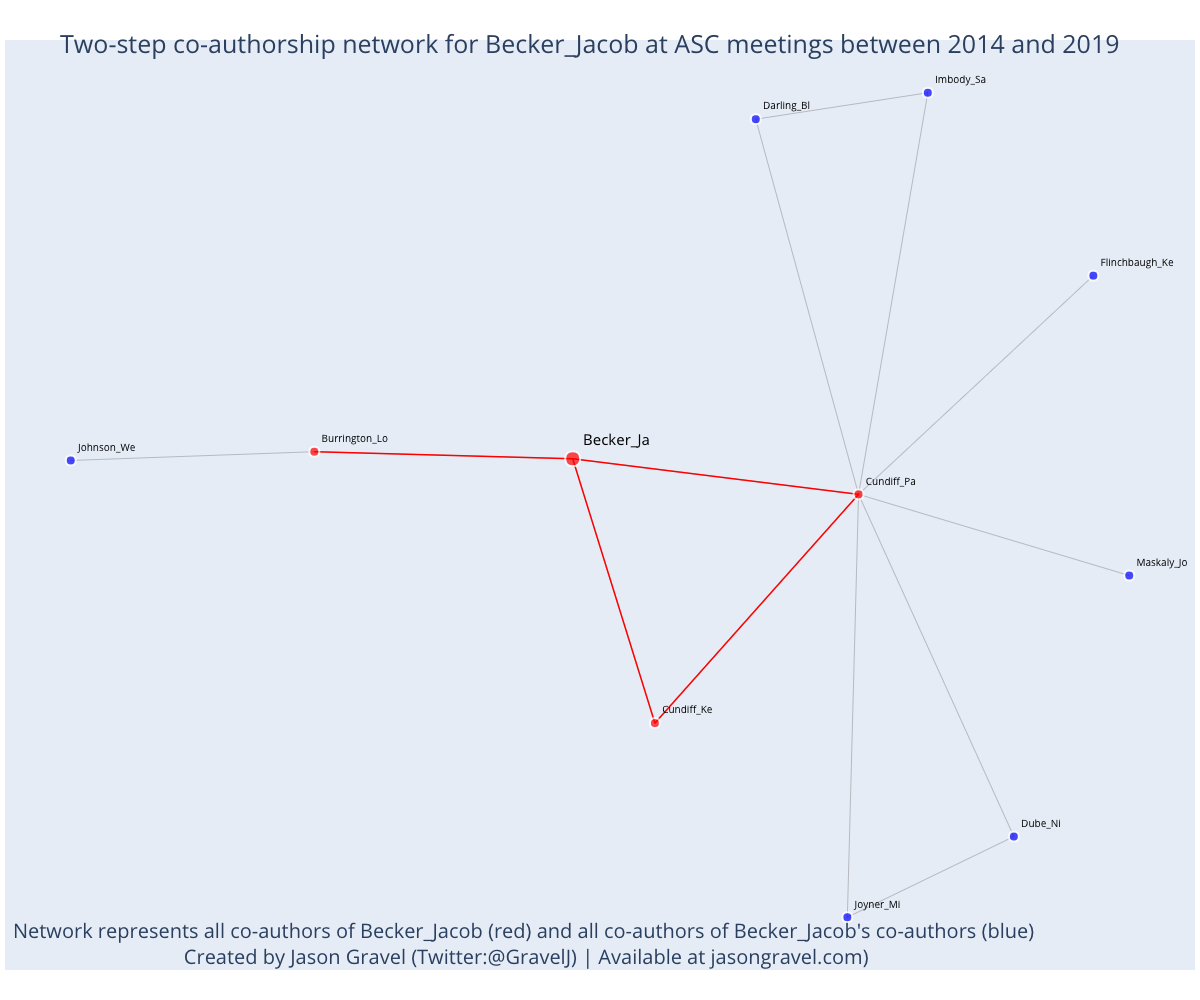 Two-step co-authorship network for Becker_Jacob at ASC meetings between 2014 and 2019
Imbody_Sa
Darling_Bl
Flinchbaugh_Ke
Becker_Ja
Burrington_Lo
Johnson_We
Cundiff_Pa
Maskaly_Jo
Cundiff_Ke
Dube_Ni
Joyner_Mi
Network represents all co-authors of Becker_Jacob (red) and all co-authors of Becker_Jacob's co-authors (blue)
Created by Jason Gravel (Twitter:@GravelJ) | Available at jasongravel.com)